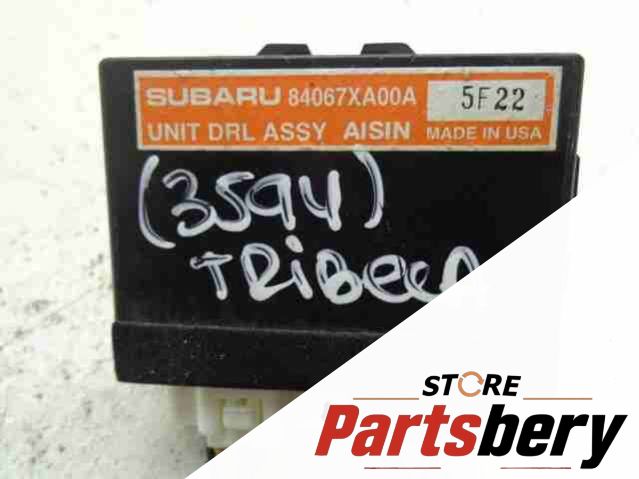 SUBARU 84067XA00A 5F22
UNIT DRL ASSY AISIN MADE IN USA
(3594)
TRiBecA
STORE
Partsbery